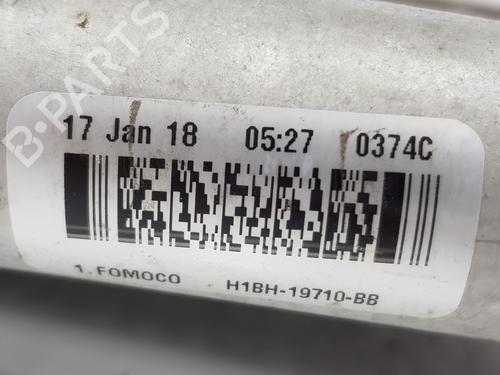 B-PARTS
17 Jan 18 05:27 0374C
1. FOMOCO H1BH-19710-BB